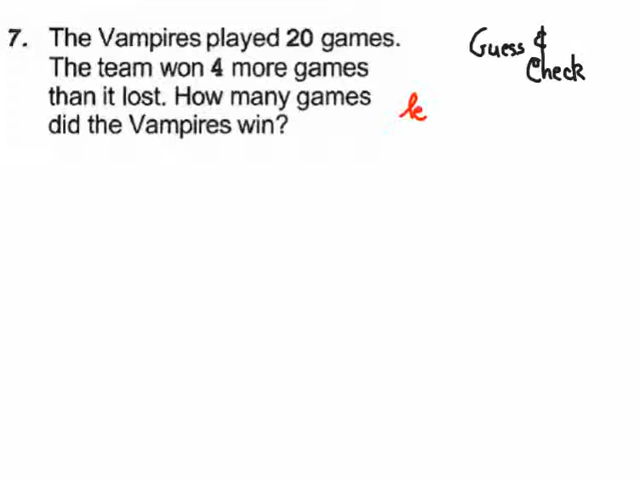 7. The Vampires played 20 games.
The team won 4 more games
than it lost. How many games
did the Vampires win?
Guess &
Check